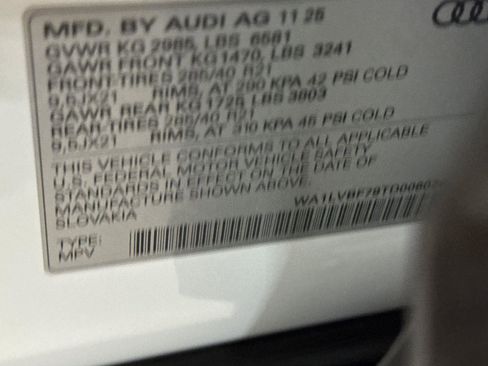 MFD. BY AUDI AG 11 25
GVWR KG 2985, LBS 6581
GAWR FRONT KG1470, LBS 3241
FRONT-TIRES 285/40 R21
9,5JX21 RIMS, AT 290 KPA 42 PSI COLD
GAWR REAR KG 1725 LBS 3803
REAR-TIRES 285/40 R21
9,5JX21 RIMS, AT 310 KPA 45 PSI COLD
THIS VEHICLE CONFORMS TO ALL APPLICABLE
U.S. FEDERAL MOTOR VEHICLE SAFETY
STANDARDS IN EFFECT ON THE DATE OF
MANUFACTURE SHOWN ABOVE.
SLOVAKIA
TYPE:
MPV